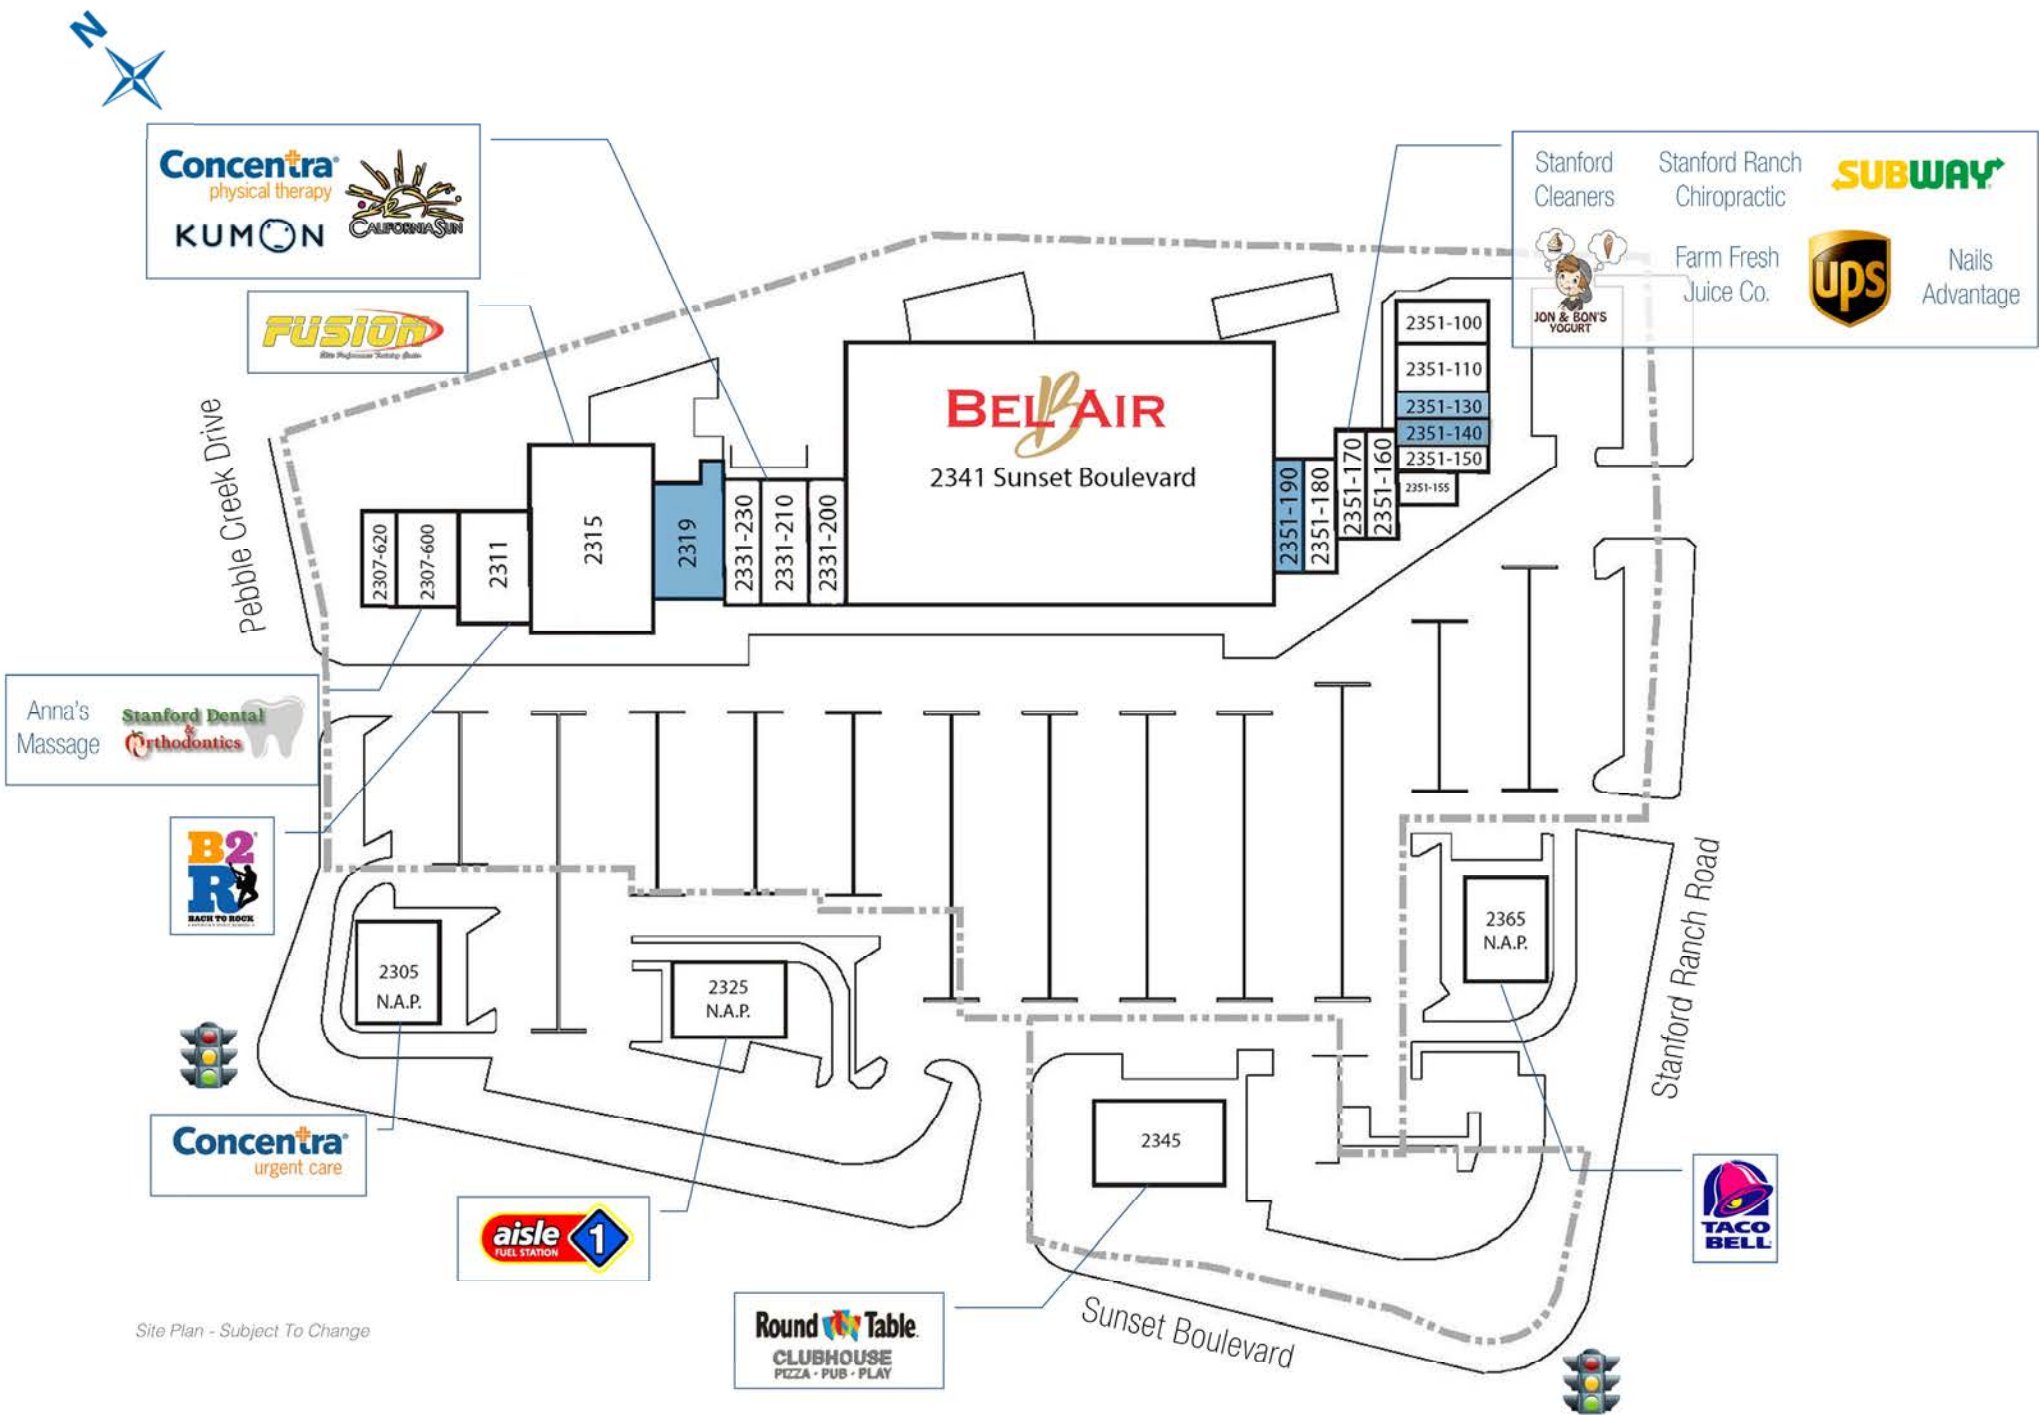 N
Concentra
physical therapy
KUMON
CALIFORNIA SUN
FUSION
Stanford
Cleaners
Stanford Ranch
Chiropractic
SUBWAY
JON & BON'S
YOGURT
Farm Fresh
Juice Co.
ups
Nails
Advantage
BEL AIR
2341 Sunset Boulevard
2351-100
2351-110
2351-130
2351-140
2351-150
2351-155
2351-160
2351-170
2351-180
2351-190
2331-200
2331-210
2331-230
2319
2315
2311
2307-600
2307-620
Pebble Creek Drive
Anna's
Massage
Stanford Dental
&
Orthodontics
B2
R
BACH TO ROCK
2305
N.A.P.
2325
N.A.P.
2345
2365
N.A.P.
Stanford Ranch Road
Concentra
urgent care
aisle 1
FUEL STATION
TACO
BELL
Round Table
CLUBHOUSE
PIZZA · PUB · PLAY
Sunset Boulevard
Site Plan - Subject To Change